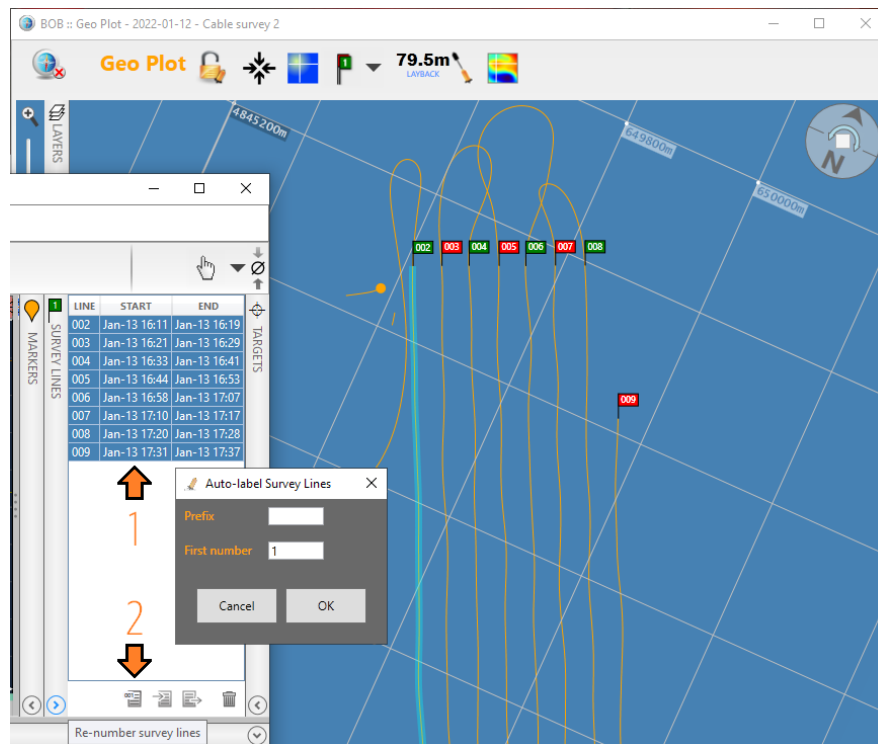 BOB :: Geo Plot - 2022-01-12 - Cable survey 2
Geo Plot
1
79.5m
LAYBACK
LAYERS
4845200m
649800m
650000m
N
002
003
004
005
006
007
008
009
MARKERS
1
SURVEY LINES
TARGETS
LINE START END
002 Jan-13 16:11 Jan-13 16:19
003 Jan-13 16:21 Jan-13 16:29
004 Jan-13 16:33 Jan-13 16:41
005 Jan-13 16:44 Jan-13 16:53
006 Jan-13 16:58 Jan-13 17:07
007 Jan-13 17:10 Jan-13 17:17
008 Jan-13 17:20 Jan-13 17:28
009 Jan-13 17:31 Jan-13 17:37
1
Auto-label Survey Lines
Prefix
First number 1
Cancel OK
2
Re-number survey lines